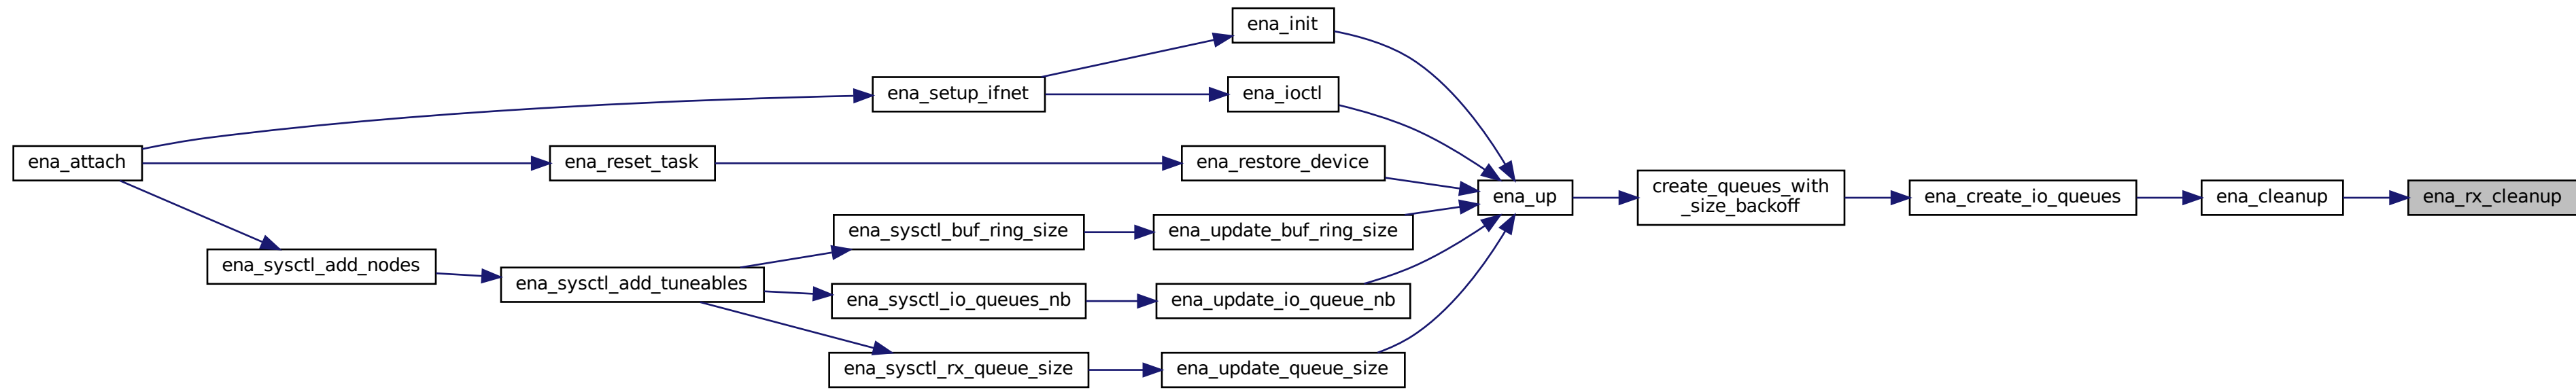 ena_init
ena_setup_ifnet
ena_ioctl
ena_attach
ena_reset_task
ena_restore_device
ena_up
create_queues_with
_size_backoff
ena_create_io_queues
ena_cleanup
ena_rx_cleanup
ena_sysctl_buf_ring_size
ena_update_buf_ring_size
ena_sysctl_add_nodes
ena_sysctl_add_tuneables
ena_sysctl_io_queues_nb
ena_update_io_queue_nb
ena_sysctl_rx_queue_size
ena_update_queue_size